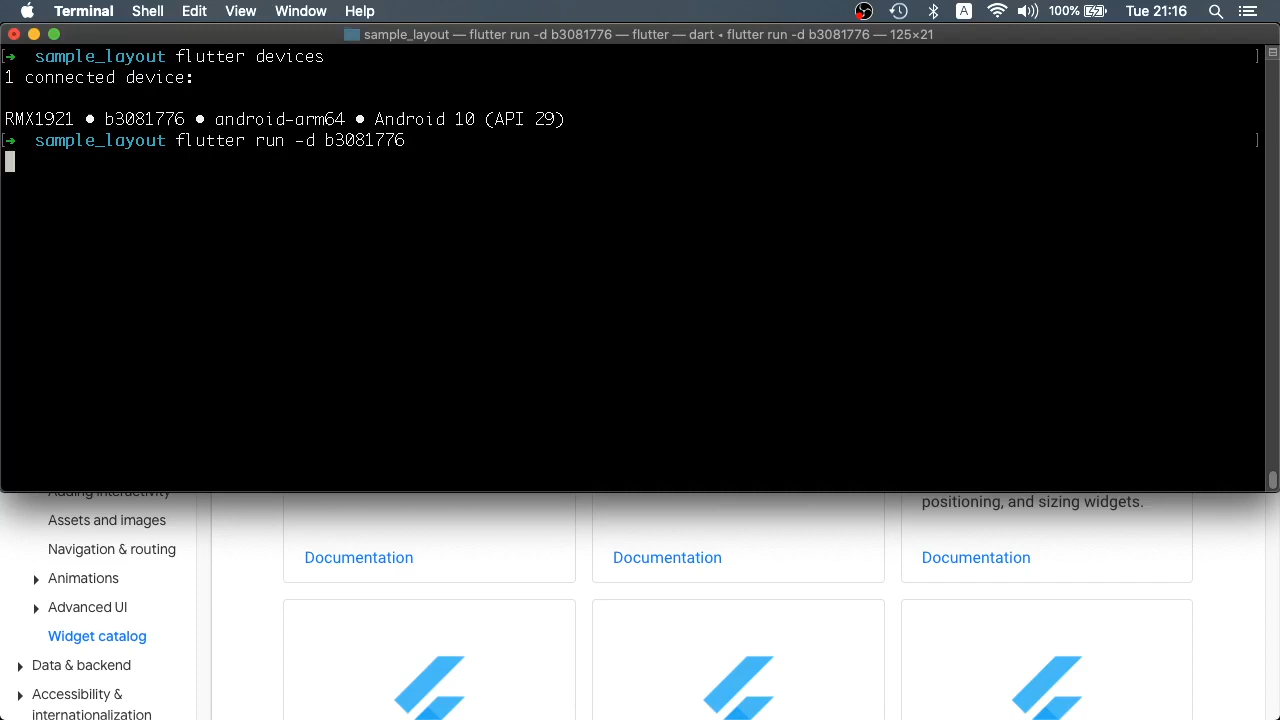 Terminal Shell Edit View Window Help A 100% Tue 21:16
sample_layout — flutter run -d b3081776 — flutter — dart ◂ flutter run -d b3081776 — 125×21
[➜ sample_layout flutter devices ]
1 connected device:
RMX1921 • b3081776 • android-arm64 • Android 10 (API 29)
[➜ sample_layout flutter run -d b3081776 ]
Adding interactivity
positioning, and sizing widgets.
Assets and images
Navigation & routing
Documentation Documentation Documentation
Animations
Advanced UI
Widget catalog
Data & backend
Accessibility &
internationalization